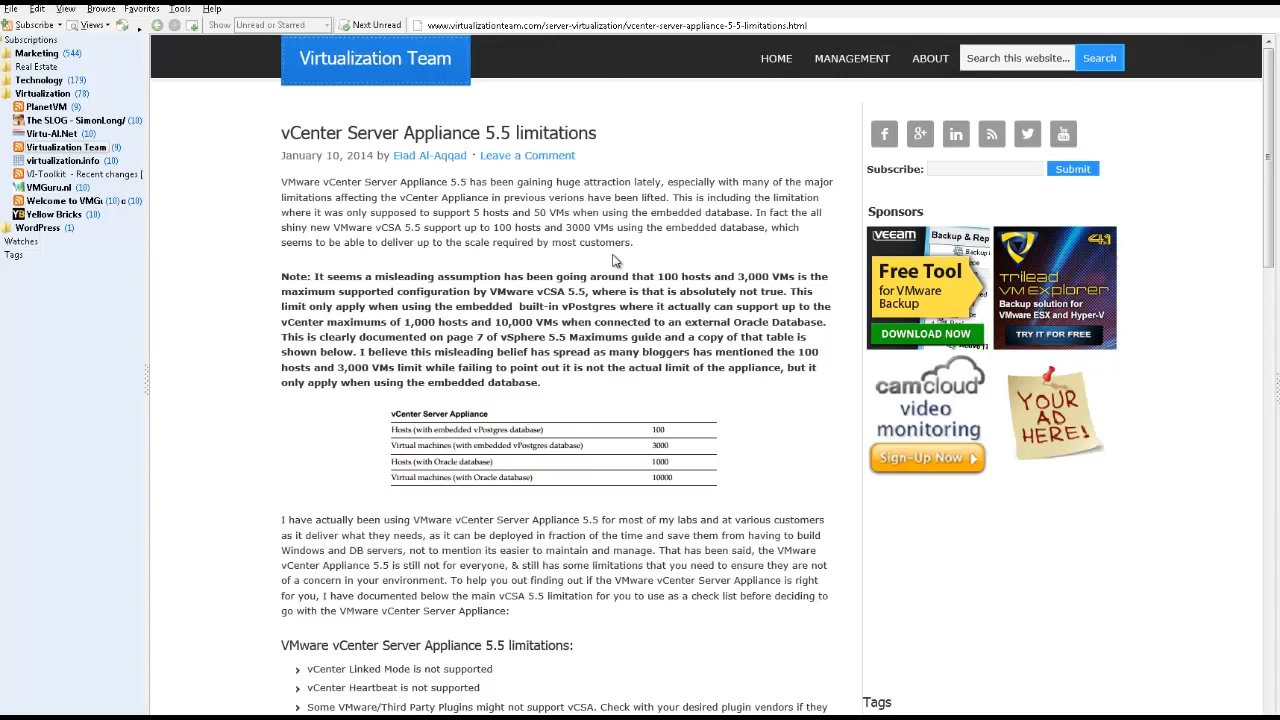 File Edit View Browse Favorites Tools Help
Subscribe Views Show Unread or Starred Next Unread www.virtualizationteam.com/server-virtualization/vcenter-server-appliance-5-5-limitations.html
Subscriptions
Marketing (544)
Real Estate
Technology (179)
Virtualization (78)
PlanetVM (9)
The SLOG - SimonLong/ (10)
Virtu-Al.Net (10)
Virtualization Team (9)
virtualization.info (10)
VI-Toolkit - Recent changes [
VMGuru.nl (10)
Welcome to VMGu (10) o (10)
Yellow Bricks (10)
WordPress (1)
Watches
Tags
Virtualization Team
HOME MANAGEMENT ABOUT Search this website... Search
vCenter Server Appliance 5.5 limitations
January 10, 2014 by Eiad Al-Aqqad · Leave a Comment
VMware vCenter Server Appliance 5.5 has been gaining huge attraction lately, especially with many of the major
limitations affecting the vCenter Appliance in previous verions have been lifted. This is including the limitation
where it was only supposed to support 5 hosts and 50 VMs when using the embedded database. In fact the all
shiny new VMware vCSA 5.5 support up to 100 hosts and 3000 VMs using the embedded database, which
seems to be able to deliver up to the scale required by most customers.
Note: It seems a misleading assumption has been going around that 100 hosts and 3,000 VMs is the
maximum supported configuration by VMware vCSA 5.5, where is that is absolutely not true. This
limit only apply when using the embedded built-in vPostgres where it actually can support up to the
vCenter maximums of 1,000 hosts and 10,000 VMs when connected to an external Oracle Database.
This is clearly documented on page 7 of vSphere 5.5 Maximums guide and a copy of that table is
shown below. I believe this misleading belief has spread as many bloggers has mentioned the 100
hosts and 3,000 VMs limit while failing to point out it is not the actual limit of the appliance, but it
only apply when using the embedded database.
vCenter Server Appliance
Hosts (with embedded vPostgres database) 100
Virtual machines (with embedded vPostgres database) 3000
Hosts (with Oracle database) 1000
Virtual machines (with Oracle database) 10000
I have actually been using VMware vCenter Server Appliance 5.5 for most of my labs and at various customers
as it deliver what they needs, as it can be deployed in fraction of the time and save them from having to build
Windows and DB servers, not to mention its easier to maintain and manage. That has been said, the VMware
vCenter Appliance 5.5 is still not for everyone, & still has some limitations that you need to ensure they are not
of a concern in your environment. To help you out finding out if the VMware vCenter Server Appliance is right
for you, I have documented below the main vCSA 5.5 limitation for you to use as a check list before deciding to
go with the VMware vCenter Server Appliance:
VMware vCenter Server Appliance 5.5 limitations:
vCenter Linked Mode is not supported
vCenter Heartbeat is not supported
Some VMware/Third Party Plugins might not support vCSA. Check with your desired plugin vendors if they
Subscribe: Submit
Sponsors
VEEAM Backup & Rep
Free Tool
for VMware
Backup
DOWNLOAD NOW
4.1
TRILEAD
VM EXPLORER
Backup solution for
VMware ESX and Hyper-V
TRY IT FOR FREE
camcloud
video
monitoring
Sign-Up Now
YOUR
AD
HERE!
Tags